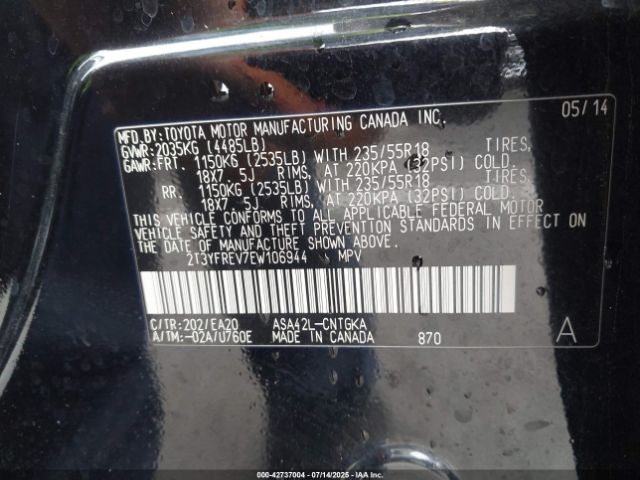 05/14
MFD.BY:TOYOTA MOTOR MANUFACTURING CANADA INC.
GVWR:2035KG (4485LB)
GAWR:FRT. 1150KG (2535LB) WITH 235/55R18 TIRES,
18X7. 5J RIMS, AT 220KPA (32PSI) COLD.
RR. 1150KG (2535LB) WITH 235/55R18 TIRES,
18X7. 5J RIMS, AT 220KPA (32PSI) COLD.
THIS VEHICLE CONFORMS TO ALL APPLICABLE FEDERAL MOTOR
VEHICLE SAFETY AND THEFT PREVENTION STANDARDS IN EFFECT ON
THE DATE OF MANUFACTURE SHOWN ABOVE.
2T3YFREV7EW106944 MPV
C/TR:202/EA20 ASA42L-CNTGKA
A/TM:-02A/U760E MADE IN CANADA 870 A
000-42737004 - 07/14/2025 - IAAI.com